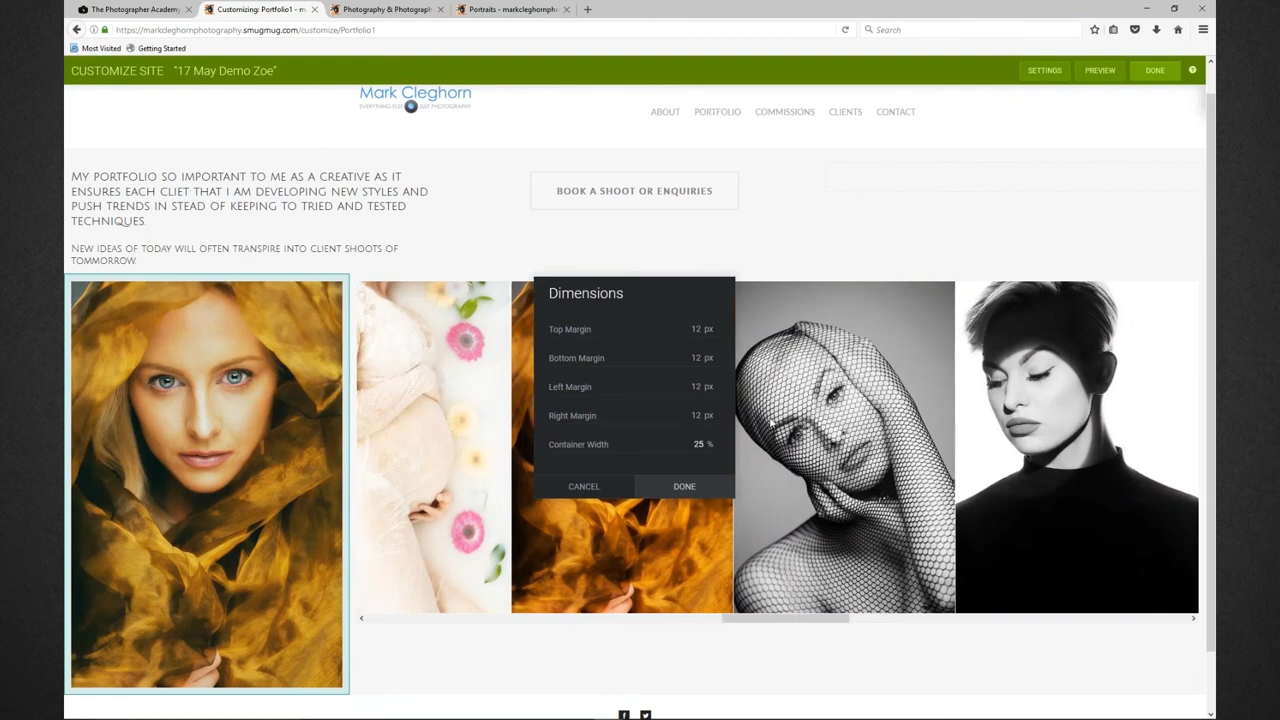 The Photographer Academy
Customizing: Portfolio1 - m
Photography & Photograph
Portraits - markcleghornpho
https://markcleghornphotography.smugmug.com/customize/Portfolio1
Search
Most Visited
Getting Started
CUSTOMIZE SITE "17 May Demo Zoe"
SETTINGS
PREVIEW
DONE
Mark Cleghorn
EVERYTHING ELSE JUST PHOTOGRAPHY
ABOUT
PORTFOLIO
COMMISSIONS
CLIENTS
CONTACT
My portfolio so important to me as a creative as it
ensures each cliet that I am developing new styles and
push trends in stead of keeping to tried and tested
techniques.
New ideas of today will often transpire into client shoots of
tommorrow.
BOOK A SHOOT OR ENQUIRIES
Dimensions
Top Margin 12 px
Bottom Margin 12 px
Left Margin 12 px
Right Margin 12 px
Container Width 25 %
CANCEL
DONE